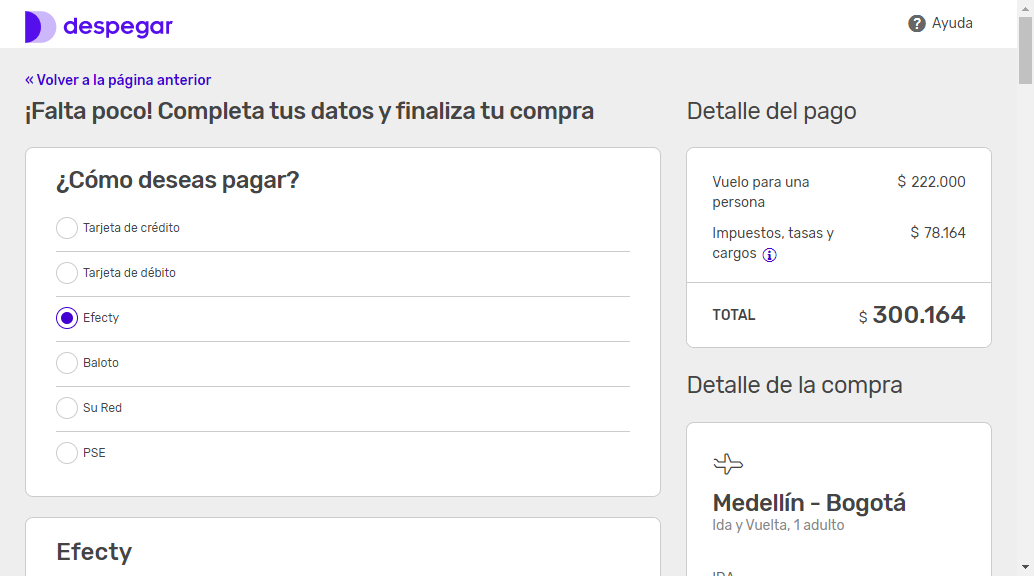 despegar
Ayuda
« Volver a la página anterior
¡Falta poco! Completa tus datos y finaliza tu compra
¿Cómo deseas pagar?
Tarjeta de crédito
Tarjeta de débito
Efecty
Baloto
Su Red
PSE
Efecty
Detalle del pago
Vuelo para una persona $ 222.000
Impuestos, tasas y cargos $ 78.164
TOTAL $ 300.164
Detalle de la compra
Medellín - Bogotá
Ida y Vuelta, 1 adulto
IDA